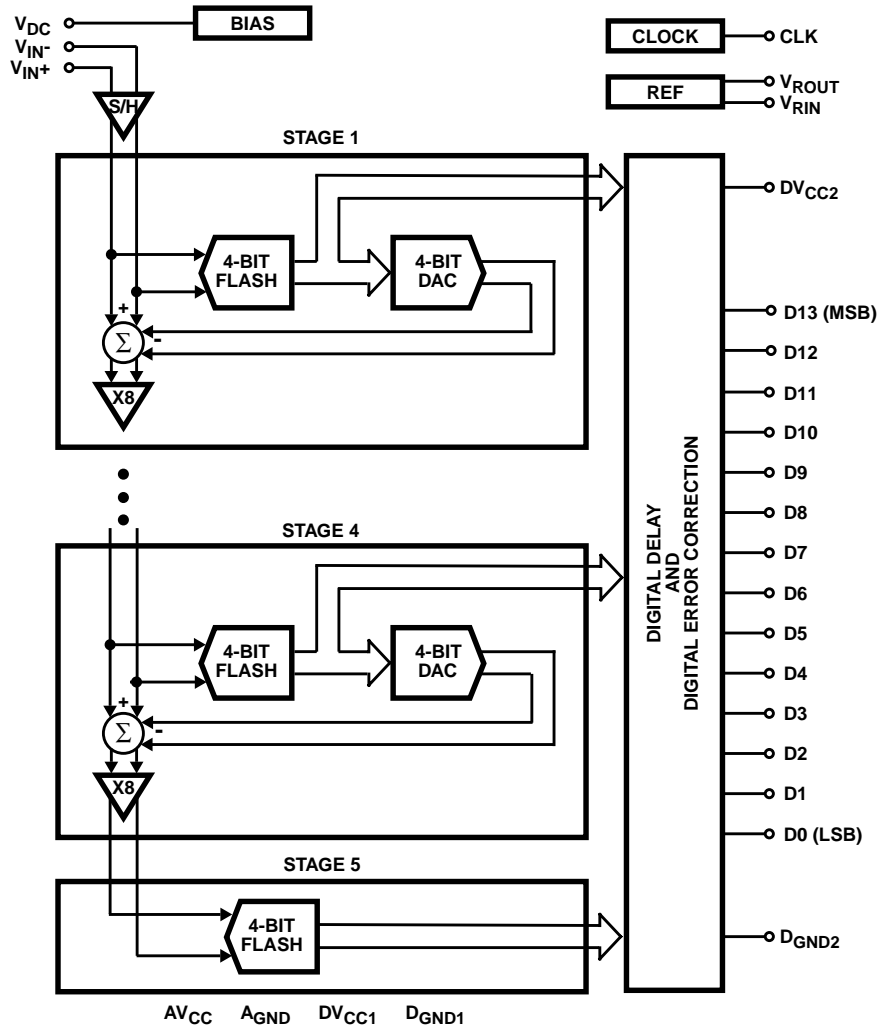 VDC
BIAS
VIN-
VIN+
CLOCK
CLK
REF
VROUT
VRIN
S/H
STAGE 1
4-BIT
FLASH
4-BIT
DAC
+
Σ
-
X8
STAGE 4
4-BIT
FLASH
4-BIT
DAC
+
Σ
-
X8
STAGE 5
4-BIT
FLASH
DIGITAL DELAY
AND
DIGITAL ERROR CORRECTION
DVCC2
D13 (MSB)
D12
D11
D10
D9
D8
D7
D6
D5
D4
D3
D2
D1
D0 (LSB)
DGND2
AVCC AGND DVCC1 DGND1